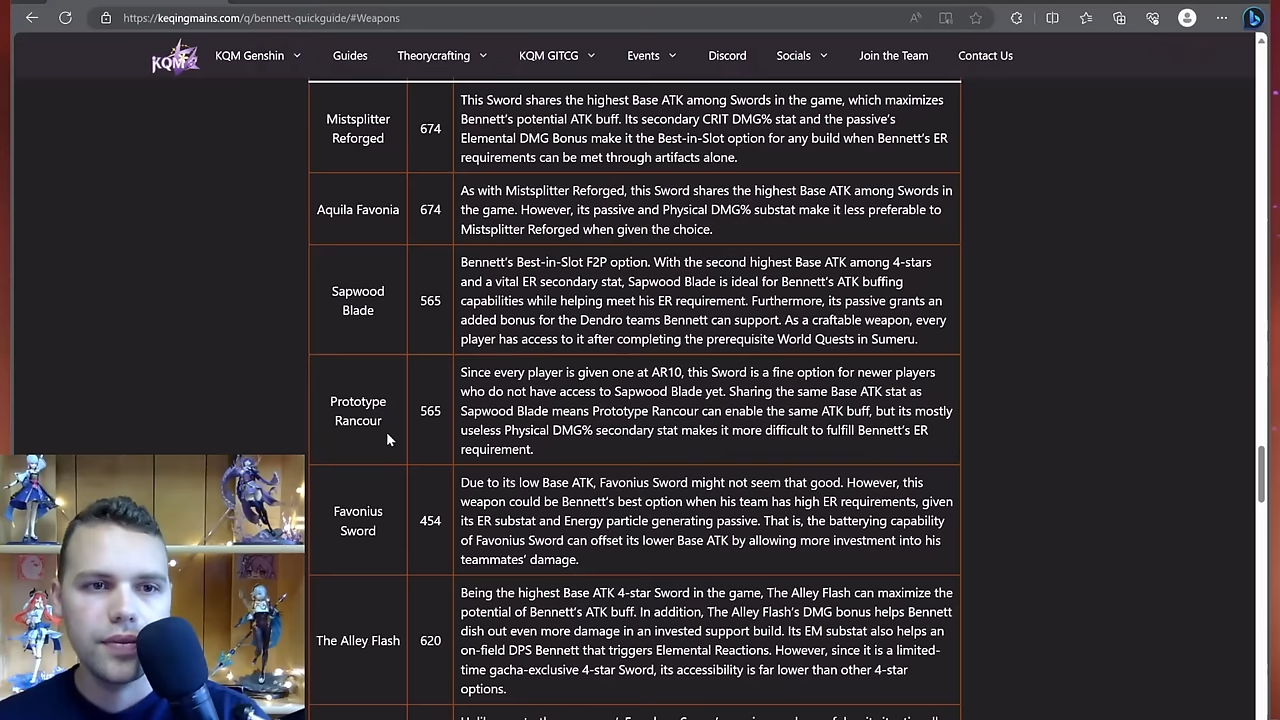 https://keqingmains.com/q/bennett-quickguide/#Weapons
KQM
KQM Genshin
Guides
Theorycrafting
KQM GITCG
Events
Discord
Socials
Join the Team
Contact Us
Mistsplitter
Reforged
674
This Sword shares the highest Base ATK among Swords in the game, which maximizes
Bennett's potential ATK buff. Its secondary CRIT DMG% stat and the passive's
Elemental DMG Bonus make it the Best-in-Slot option for any build when Bennett's ER
requirements can be met through artifacts alone.
Aquila Favonia
674
As with Mistsplitter Reforged, this Sword shares the highest Base ATK among Swords in
the game. However, its passive and Physical DMG% substat make it less preferable to
Mistsplitter Reforged when given the choice.
Sapwood
Blade
565
Bennett's Best-in-Slot F2P option. With the second highest Base ATK among 4-stars
and a vital ER secondary stat, Sapwood Blade is ideal for Bennett's ATK buffing
capabilities while helping meet his ER requirement. Furthermore, its passive grants an
added bonus for the Dendro teams Bennett can support. As a craftable weapon, every
player has access to it after completing the prerequisite World Quests in Sumeru.
Prototype
Rancour
565
Since every player is given one at AR10, this Sword is a fine option for newer players
who do not have access to Sapwood Blade yet. Sharing the same Base ATK stat as
Sapwood Blade means Prototype Rancour can enable the same ATK buff, but its mostly
useless Physical DMG% secondary stat makes it more difficult to fulfill Bennett's ER
requirement.
Favonius
Sword
454
Due to its low Base ATK, Favonius Sword might not seem that good. However, this
weapon could be Bennett's best option when his team has high ER requirements, given
its ER substat and Energy particle generating passive. That is, the batterying capability
of Favonius Sword can offset its lower Base ATK by allowing more investment into his
teammates' damage.
The Alley Flash
620
Being the highest Base ATK 4-star Sword in the game, The Alley Flash can maximize the
potential of Bennett's ATK buff. In addition, The Alley Flash's DMG bonus helps Bennett
dish out even more damage in an invested support build. Its EM substat also helps an
on-field DPS Bennett that triggers Elemental Reactions. However, since it is a limited-
time gacha-exclusive 4-star Sword, its accessibility is far lower than other 4-star
options.